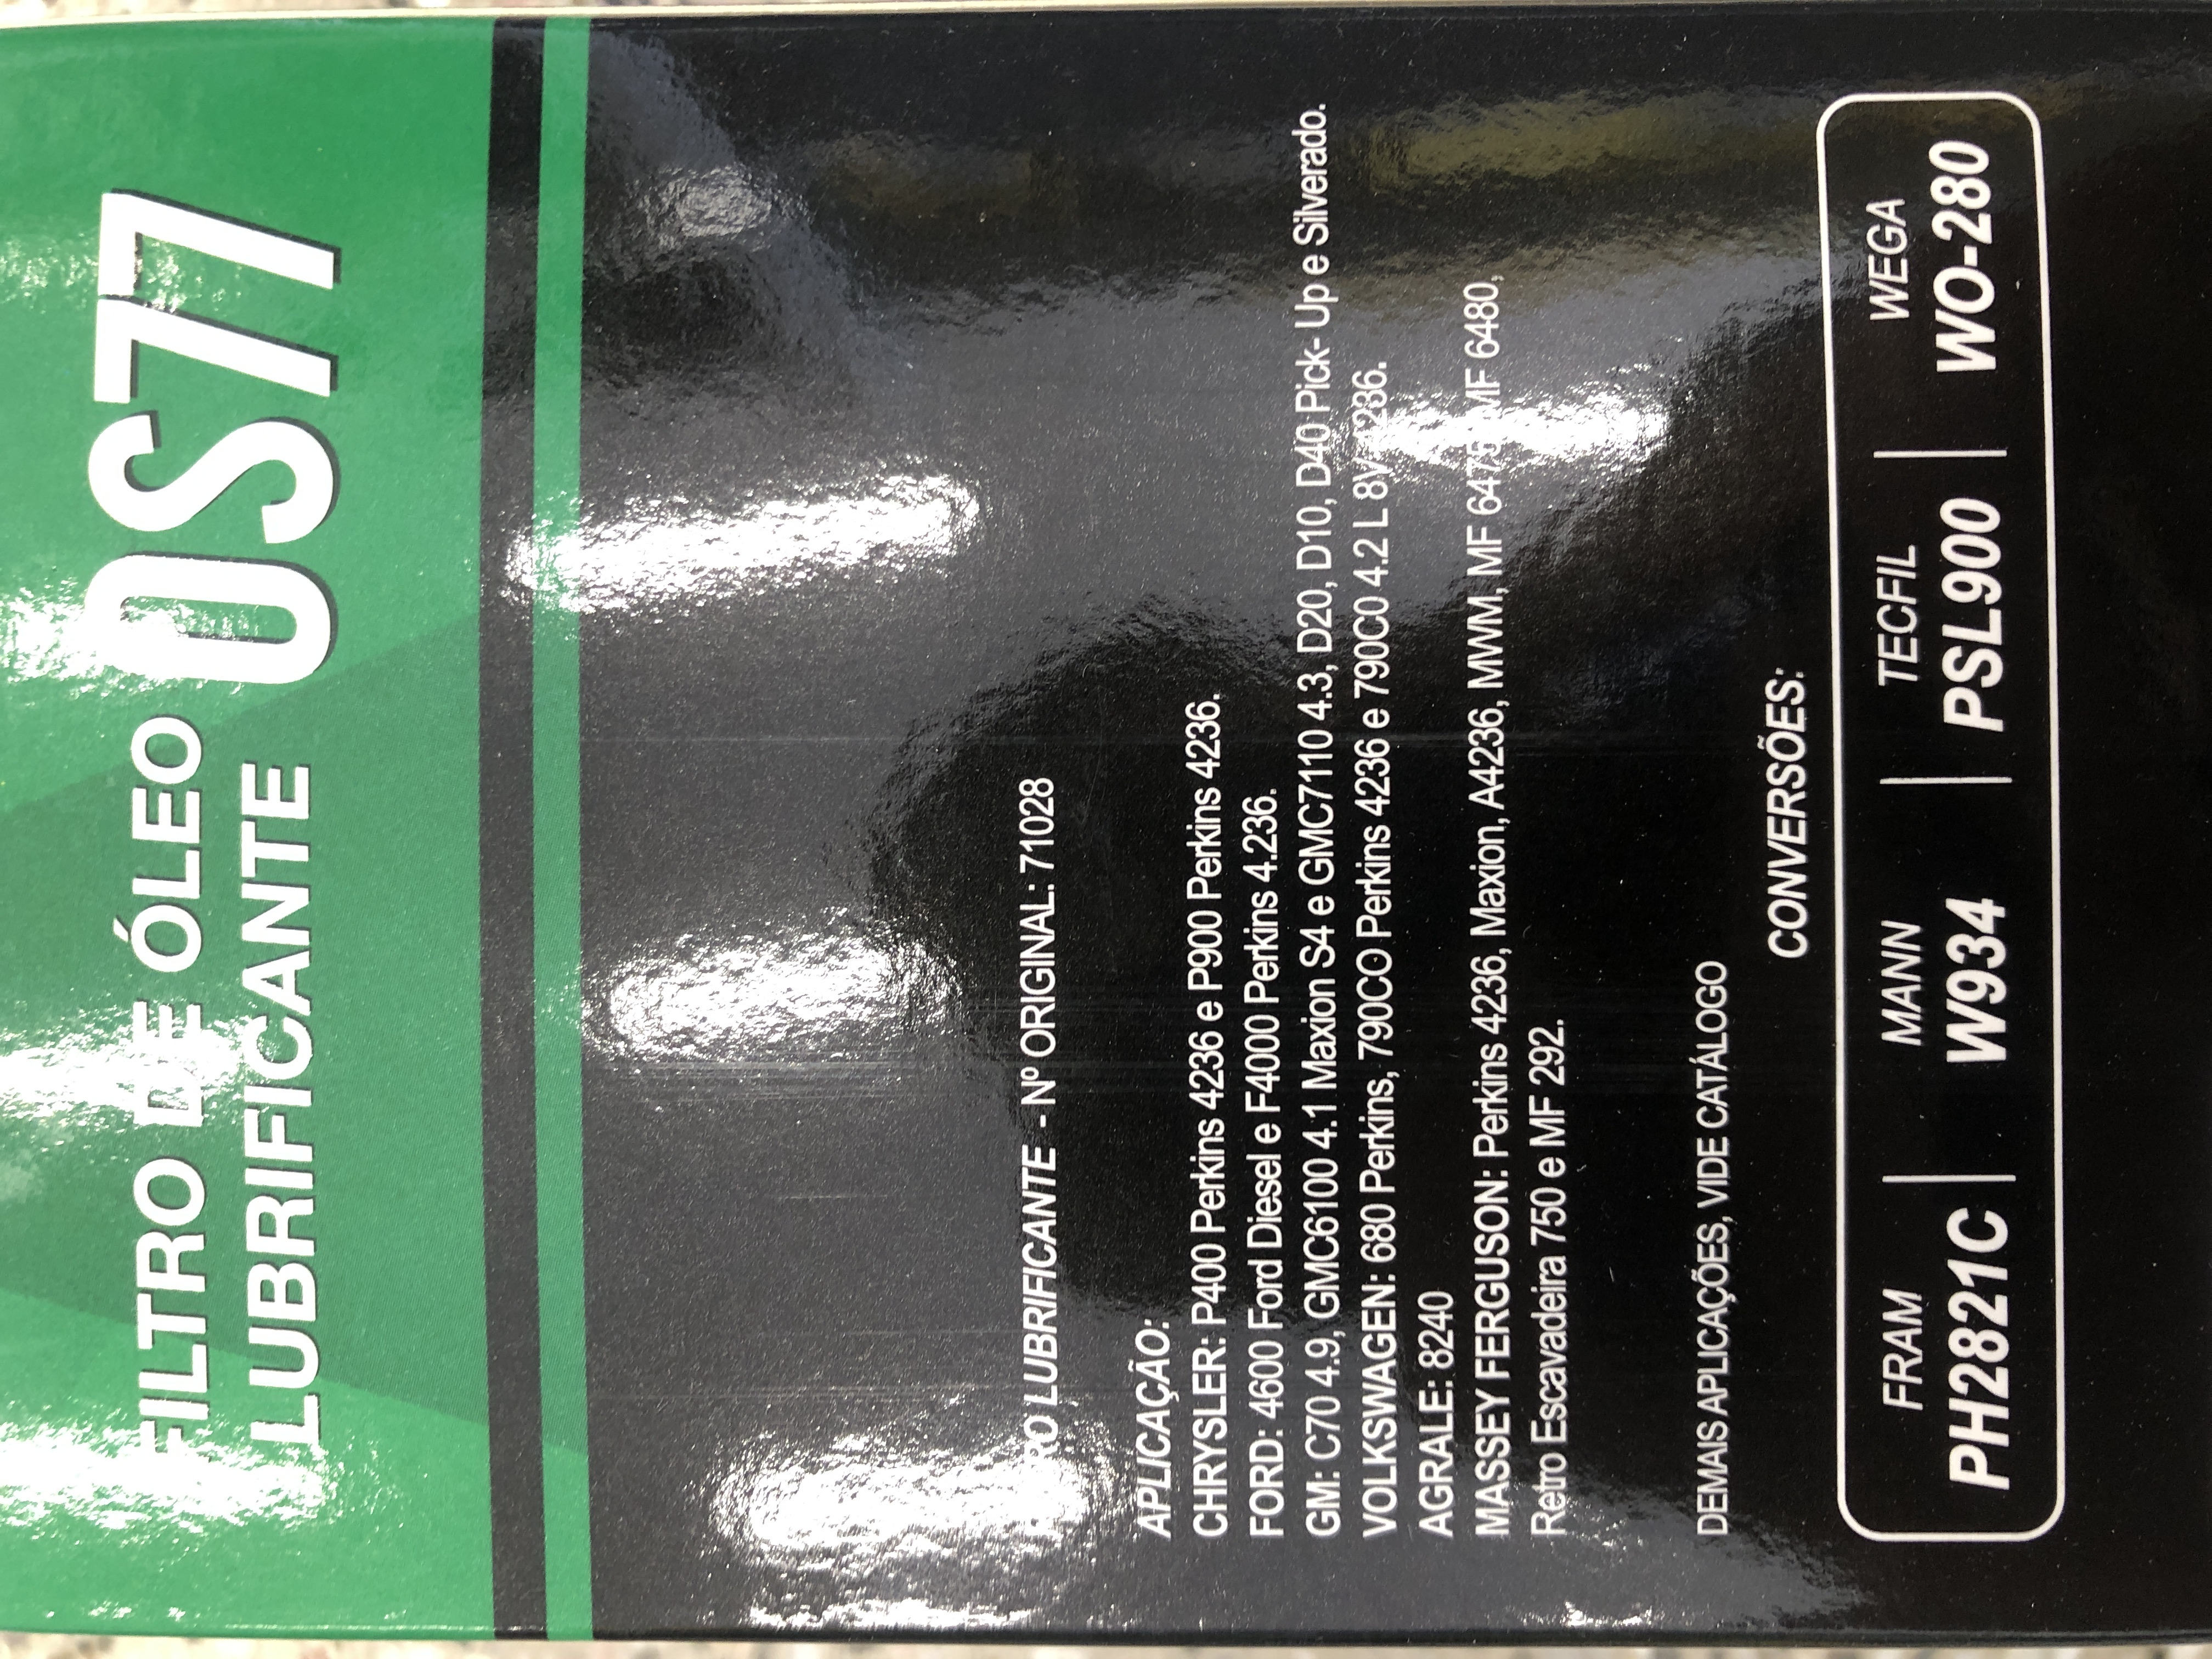 FILTRO DE ÓLEO
LUBRIFICANTE
OS77
LUBRIFICANTE - Nº ORIGINAL: 71028
APLICAÇÃO:
CHRYSLER: P400 Perkins 4236 e P900 Perkins 4236.
FORD: 4600 Ford Diesel e F4000 Perkins 4.236.
GM: C70 4.9, GMC6100 4.1 Maxion S4 e GMC7110 4.3, D20, D10, D40 Pick- Up e Silverado.
VOLKSWAGEN: 680 Perkins, 790CO Perkins 4236 e 790C0 4.2 L 8V 4236.
AGRALE: 8240
MASSEY FERGUSON: Perkins 4236, Maxion, A4236, MWM, MF 6475 MF 6480,
Retro Escavadeira 750 e MF 292.
DEMAIS APLICAÇÕES, VIDE CATÁLOGO
CONVERSÕES:
FRAM | MANN | TECFIL | WEGA
PH2821C | W934 | PSL900 | WO-280